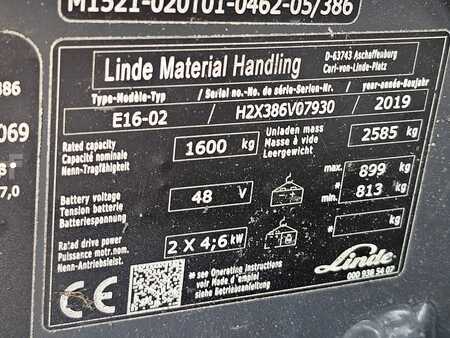 M1521-020T01-0462-05/386
Linde Material Handling
D-63743 Aschaffenburg
Carl-von-Linde-Platz
Type-Modèle-Typ / Serial no.-No. de série-Serien-Nr. / year-année-Baujahr
E16-02 / H2X386V07930 / 2019
Rated capacity
Capacité nominale
Nenn-Tragfähigkeit
1600 kg
Unladen mass
Masse à vide
Leergewicht
2585 kg
Battery voltage
Tension batterie
Batteriespannung
48 V
max. 899 kg
* min. 813 kg
* kg
Rated drive power
Puissance motr.nom.
Nenn-Antriebsleist.
2 X 4,6 kW
* see Operating instructions
voir Mode d'emploi
siehe Betriebsanleitung
Linde
000 938 54 07
CE
386
069
7,0